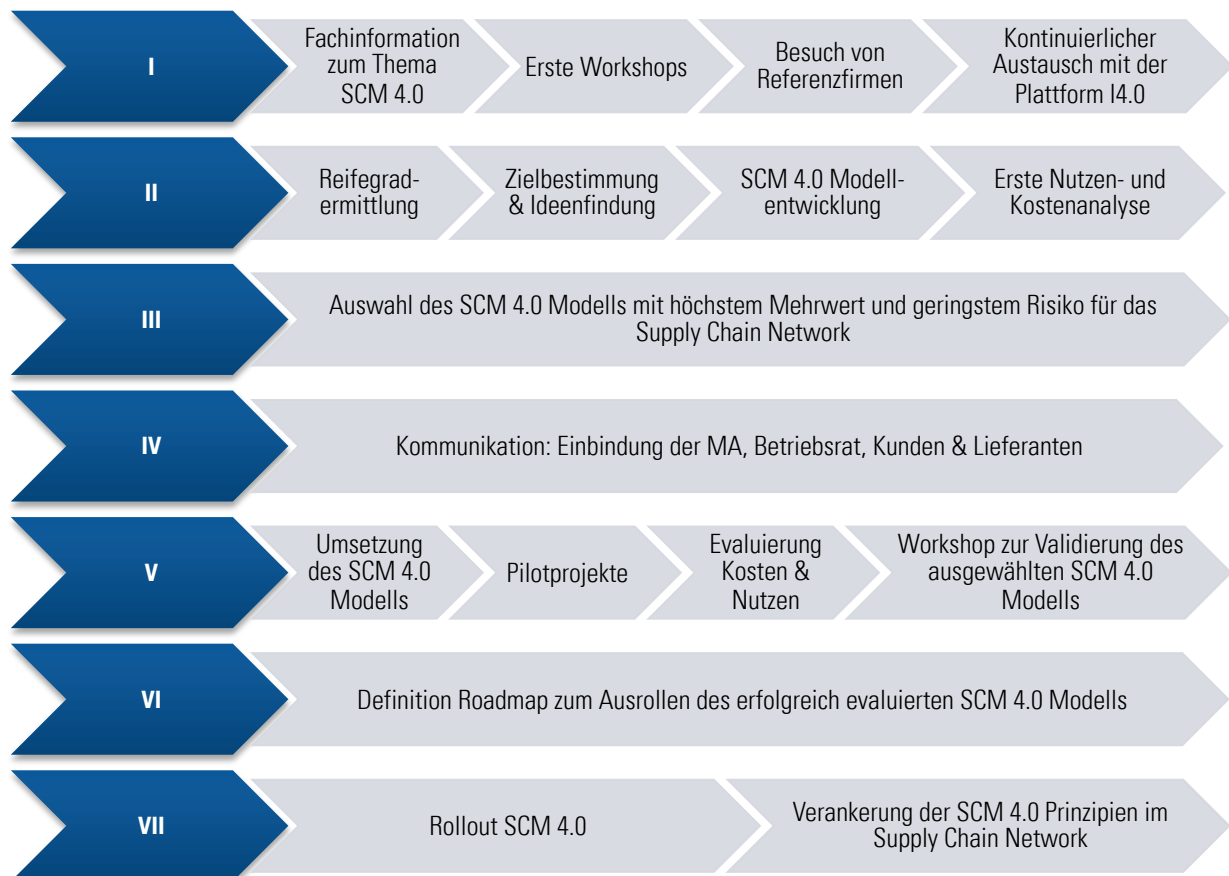 I
Fachinformation
zum Thema
SCM 4.0
Erste Workshops
Besuch von
Referenzfirmen
Kontinuierlicher
Austausch mit der
Plattform I4.0
II
Reifegrad-
ermittlung
Zielbestimmung
& Ideenfindung
SCM 4.0 Modell-
entwicklung
Erste Nutzen- und
Kostenanalyse
III
Auswahl des SCM 4.0 Modells mit höchstem Mehrwert und geringstem Risiko für das
Supply Chain Network
IV
Kommunikation: Einbindung der MA, Betriebsrat, Kunden & Lieferanten
V
Umsetzung
des SCM 4.0
Modells
Pilotprojekte
Evaluierung
Kosten &
Nutzen
Workshop zur Validierung des
ausgewählten SCM 4.0
Modells
VI
Definition Roadmap zum Ausrollen des erfolgreich evaluierten SCM 4.0 Modells
VII
Rollout SCM 4.0
Verankerung der SCM 4.0 Prinzipien im
Supply Chain Network